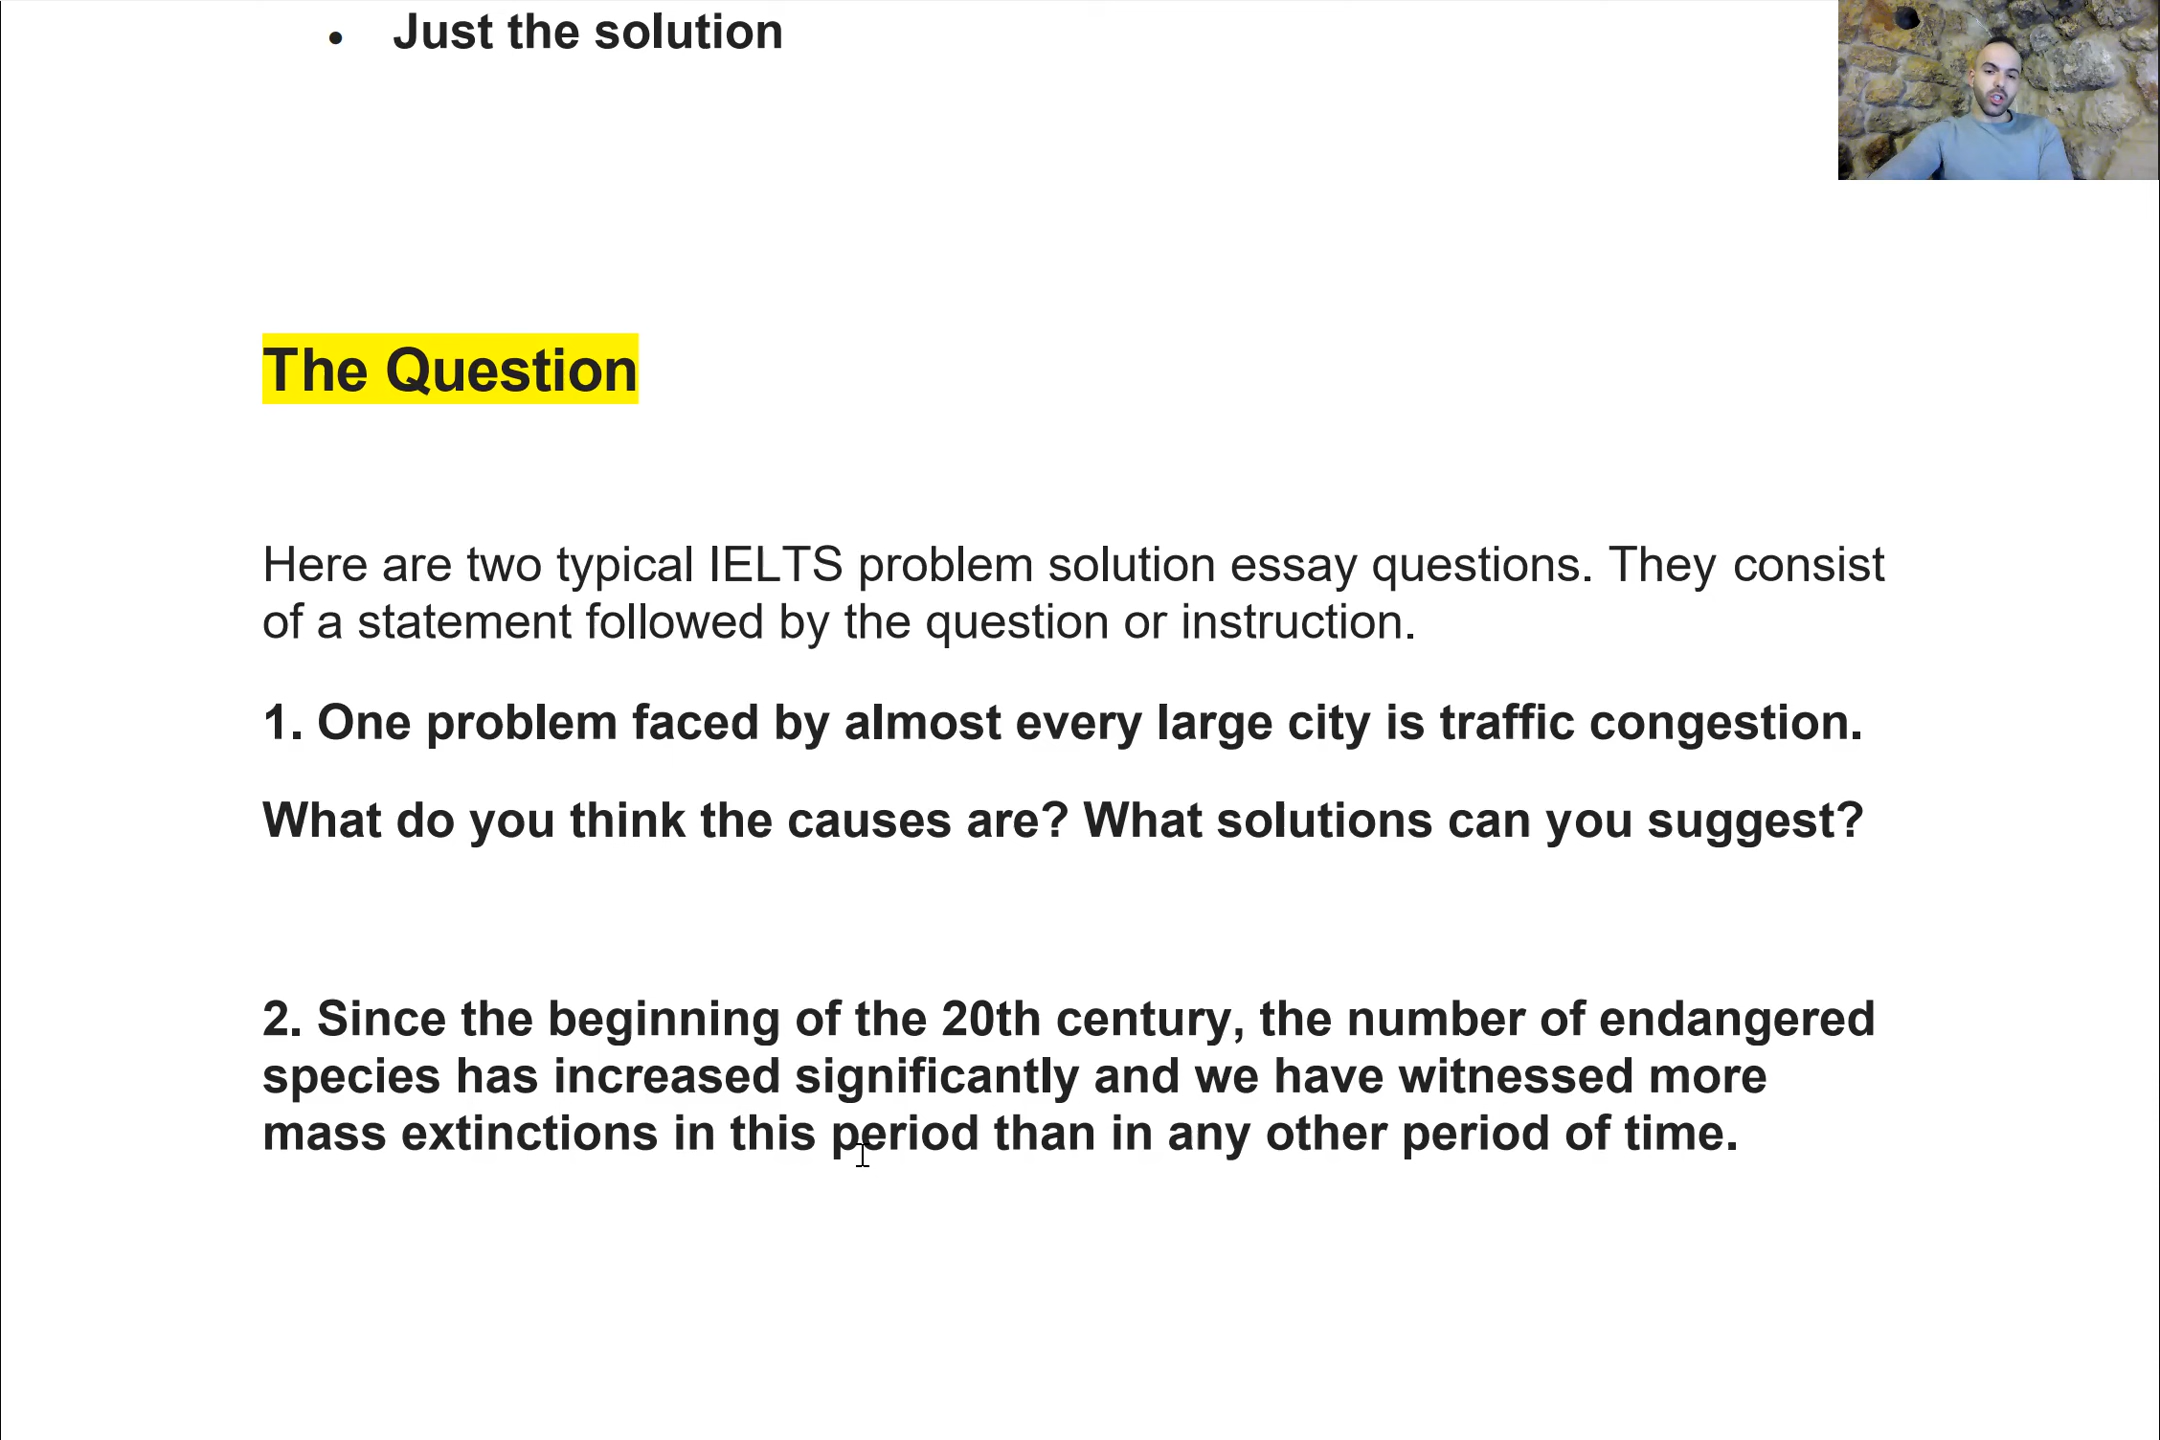 Just the solution
The Question
Here are two typical IELTS problem solution essay questions. They consist
of a statement followed by the question or instruction.
1. One problem faced by almost every large city is traffic congestion.
What do you think the causes are? What solutions can you suggest?
2. Since the beginning of the 20th century, the number of endangered
species has increased significantly and we have witnessed more
mass extinctions in this period than in any other period of time.